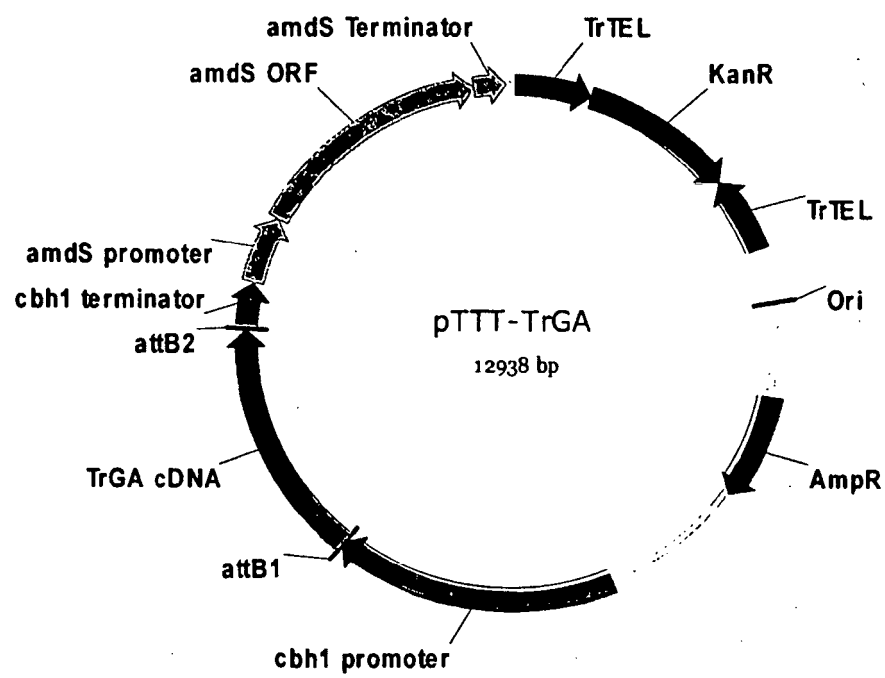 amdS Terminator
TrTEL
amdS ORF
KanR
TrTEL
amdS promoter
cbh1 terminator
Ori
pTTT-TrGA
attB2
12938 bp
TrGA cDNA
AmpR
attB1
cbh1 promoter